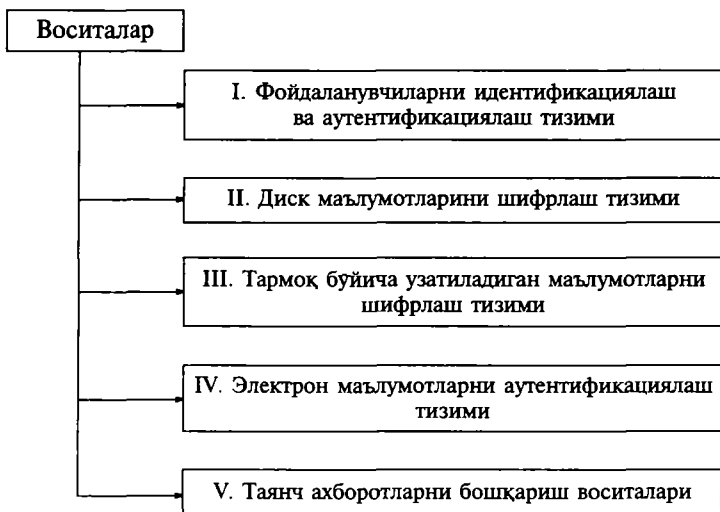 Воситалар
I. Фойдаланувчиларни идентификациялаш
ва аутентификациялаш тизими
II. Диск маълумотларини шифрлаш тизими
III. Тармоқ бўйича узатиладиган маълумотларни
шифрлаш тизими
IV. Электрон маълумотларни аутентификациялаш
тизими
V. Таянч ахборотларни бошқариш воситалари